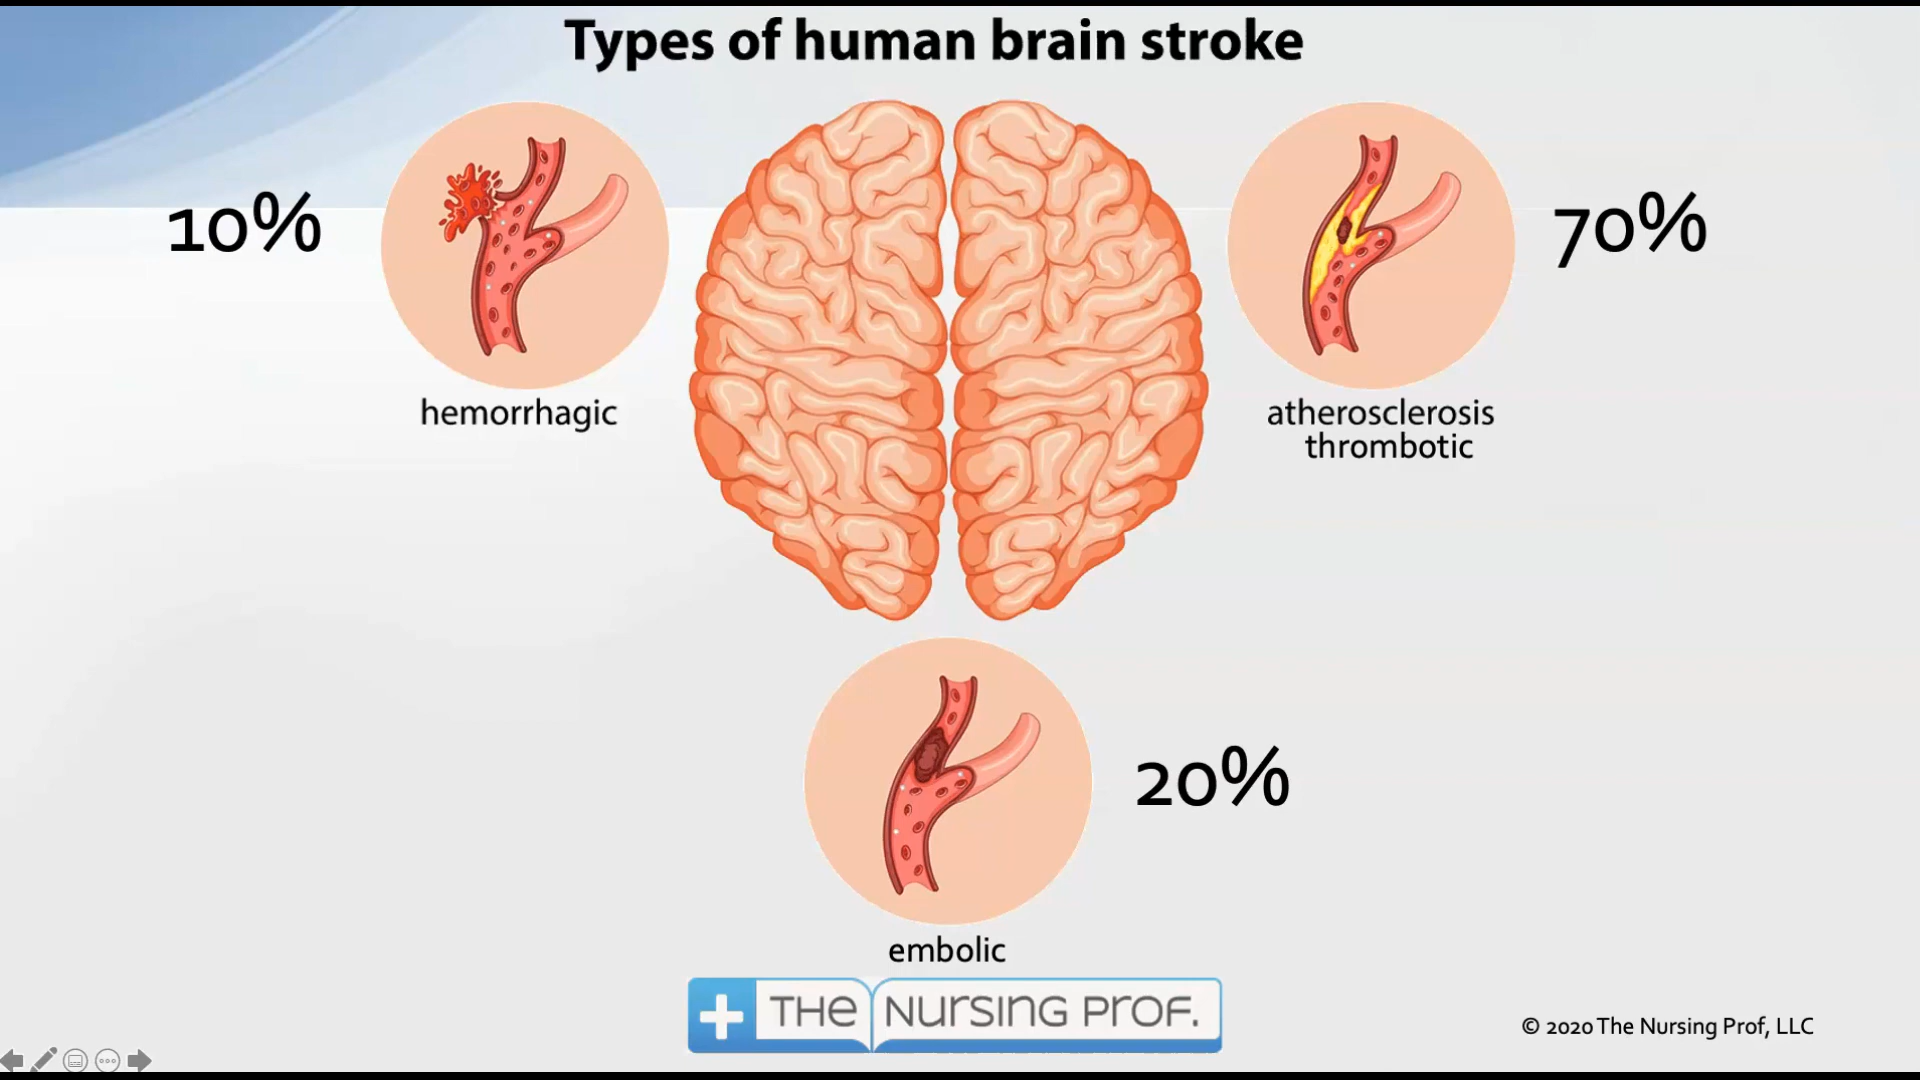 Types of human brain stroke
10%
70%
hemorrhagic
atherosclerosis
thrombotic
20%
embolic
THE NURSING PROF.
© 2020 The Nursing Prof, LLC